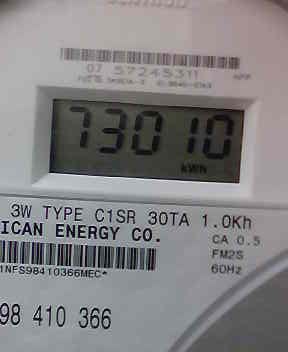 07 57245311
73010
kWh
3W TYPE C1SR 30TA 1.0Kh
ICAN ENERGY CO.
CA 0.5
FM2S
60Hz
1NFS98410366MEC*
98 410 366